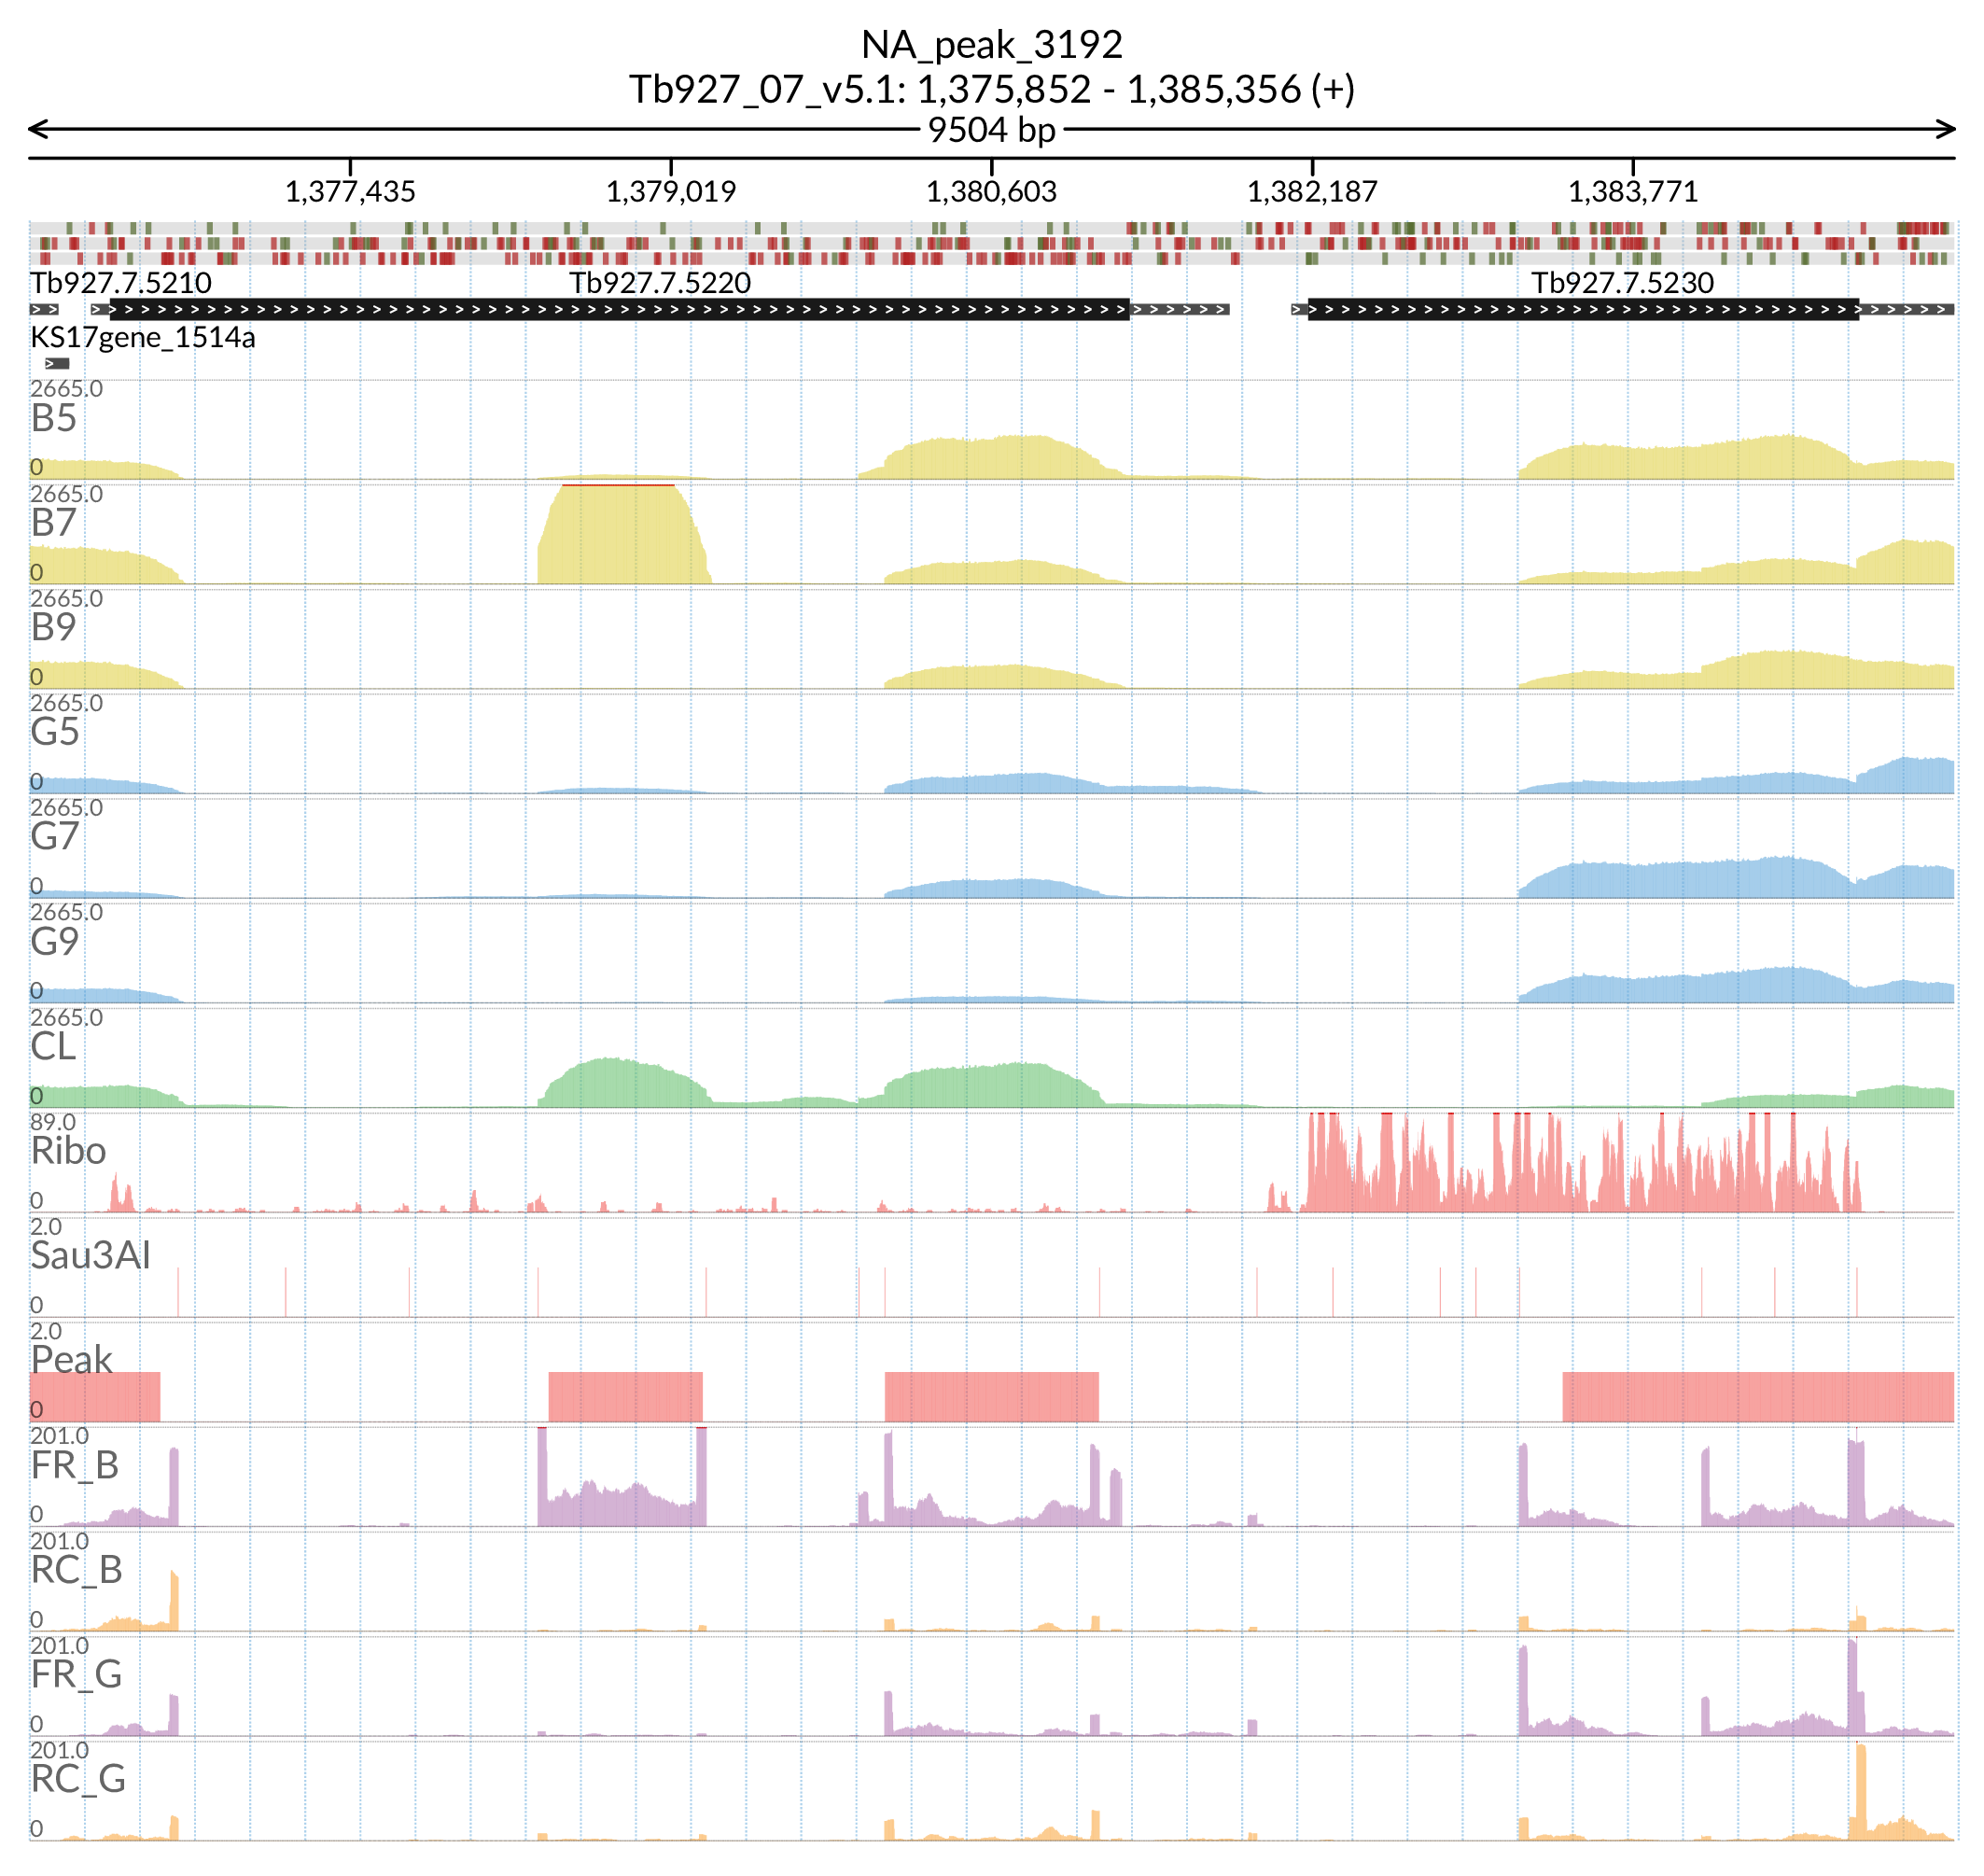 NA_peak_3192
Tb927_07_v5.1: 1,375,852 - 1,385,356 (+)
9504 bp
1,377,435 1,379,019 1,380,603 1,382,187 1,383,771
Tb927.7.5210 Tb927.7.5220 Tb927.7.5230
KS17gene_1514a
2665.0
B5
0
2665.0
B7
0
2665.0
B9
0
2665.0
G5
0
2665.0
G7
0
2665.0
G9
0
2665.0
CL
0
89.0
Ribo
0
2.0
Sau3AI
0
2.0
Peak
0
201.0
FR_B
0
201.0
RC_B
0
201.0
FR_G
0
201.0
RC_G
0